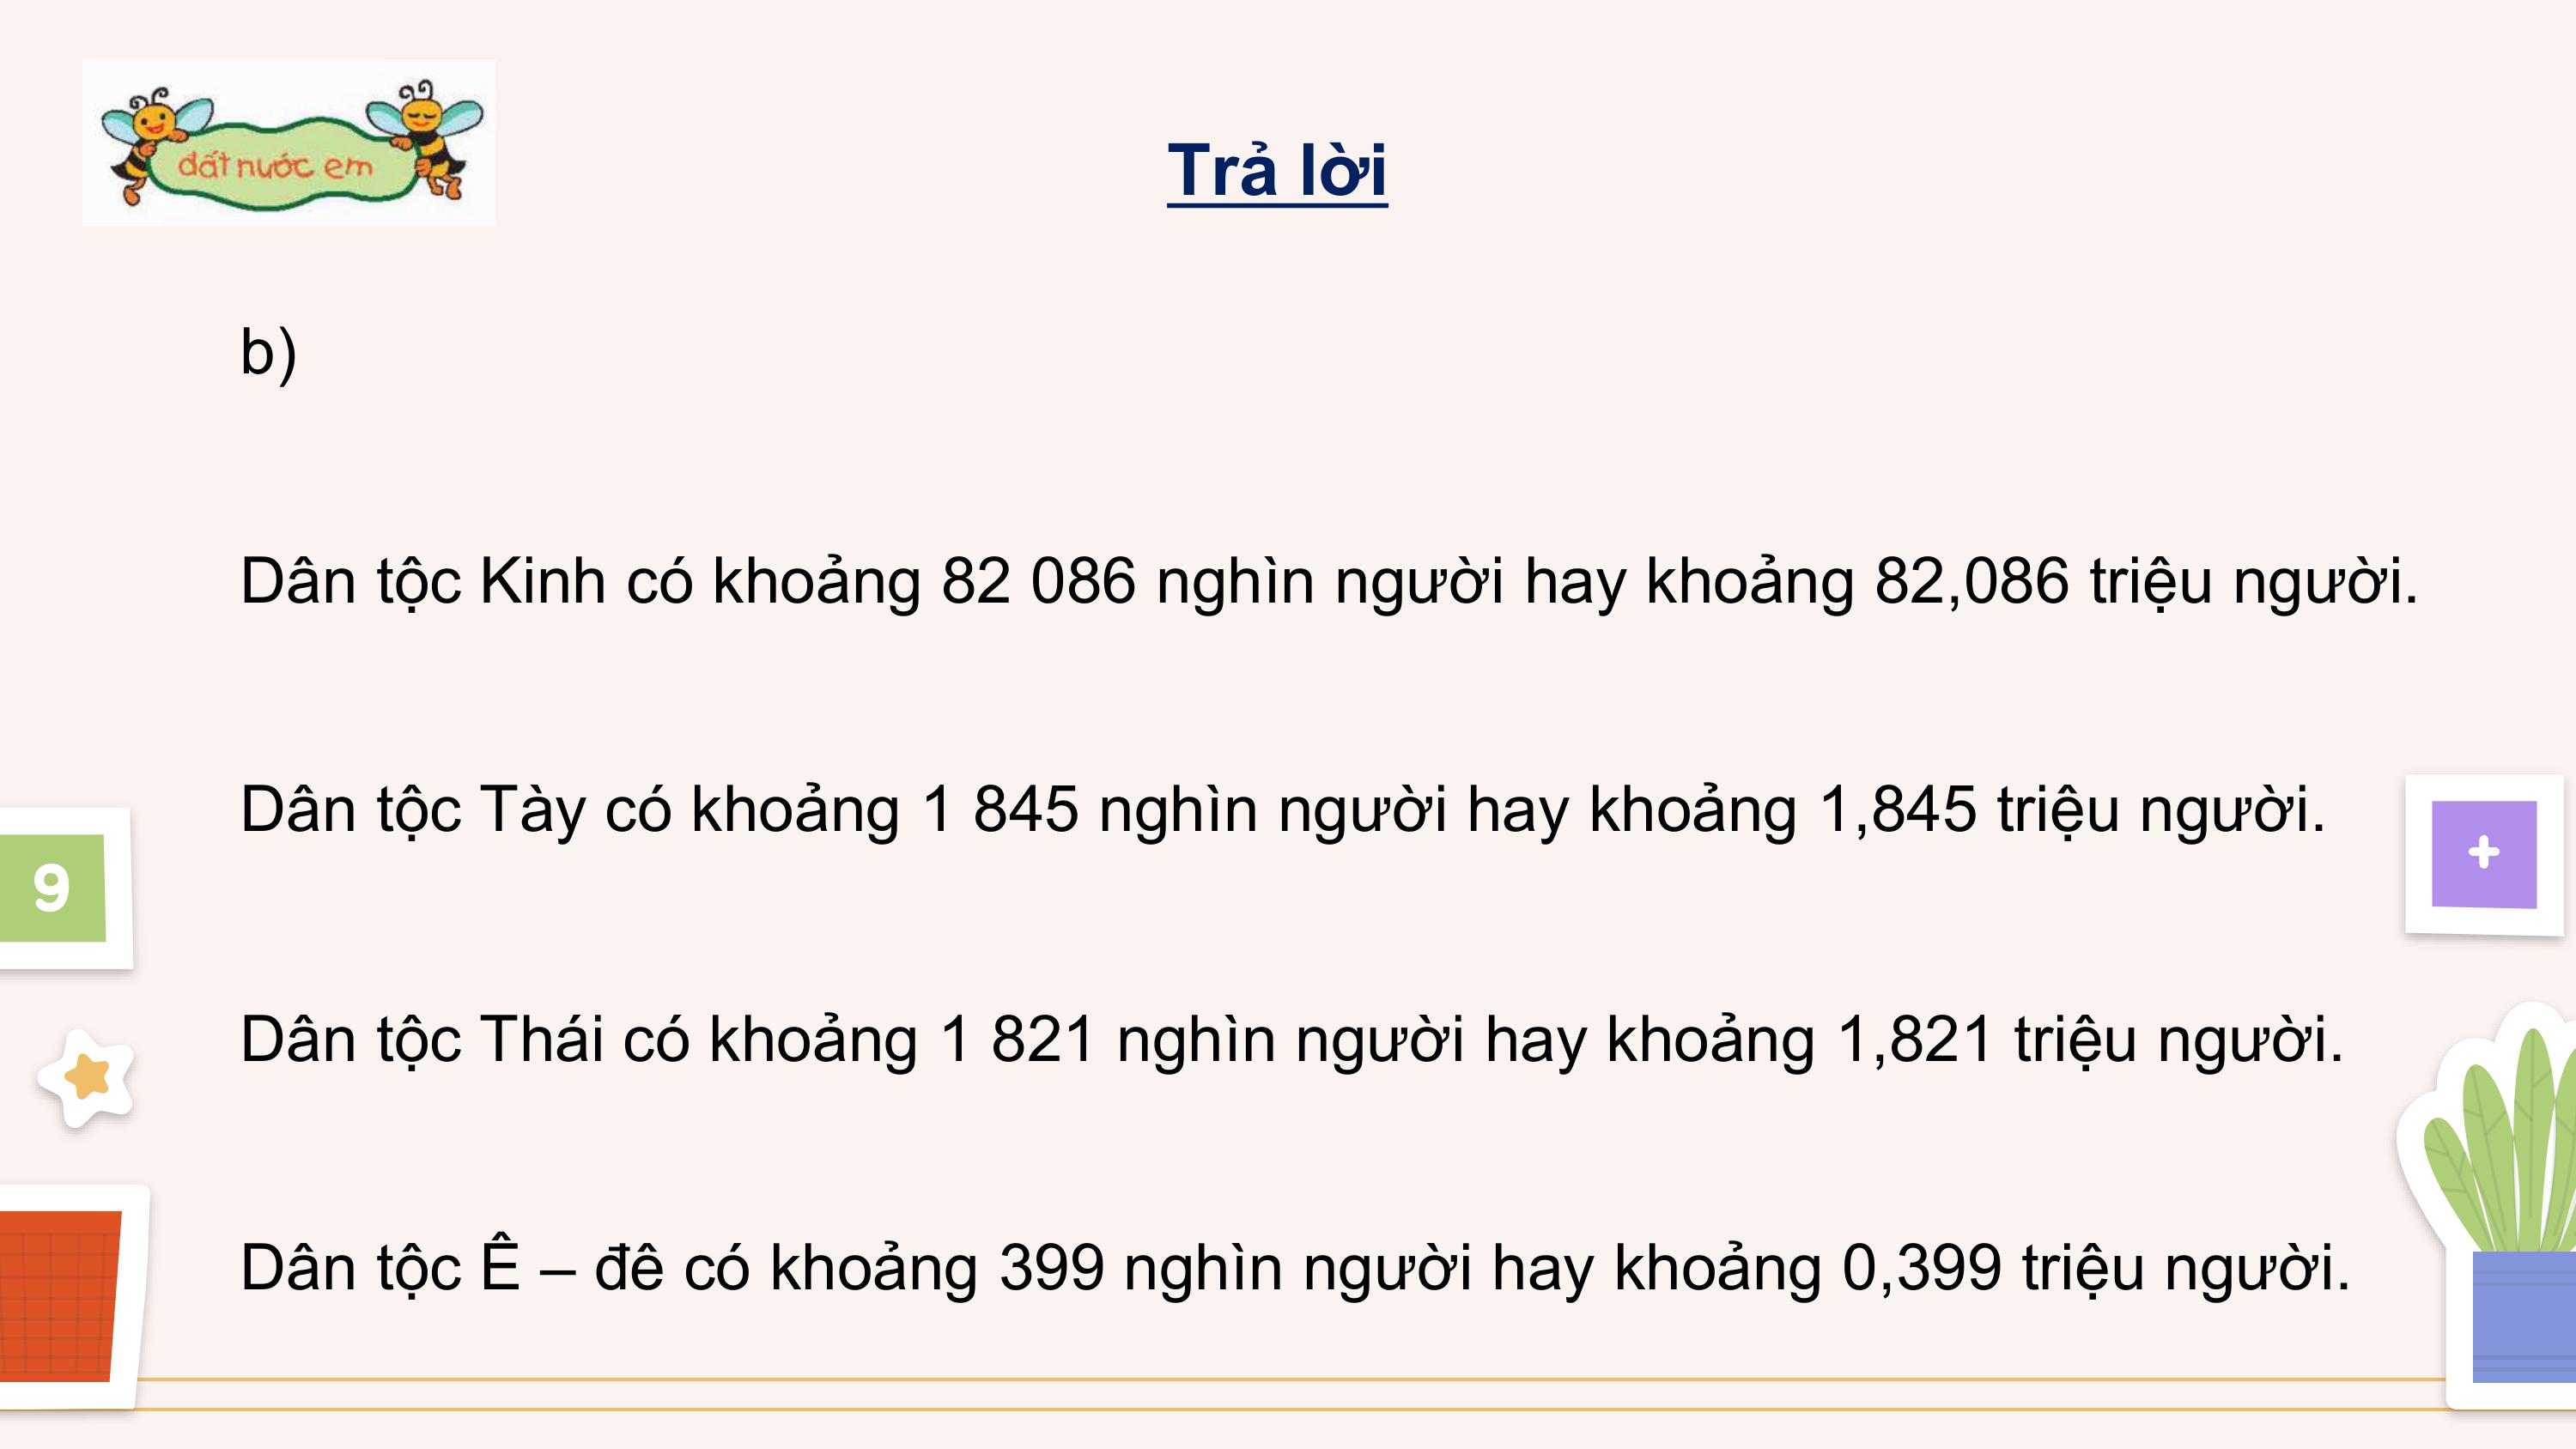 đất nước em
Trả lời
b)
Dân tộc Kinh có khoảng 82 086 nghìn người hay khoảng 82,086 triệu người.
Dân tộc Tày có khoảng 1 845 nghìn người hay khoảng 1,845 triệu người.
9
+
Dân tộc Thái có khoảng 1 821 nghìn người hay khoảng 1,821 triệu người.
Dân tộc Ê – đê có khoảng 399 nghìn người hay khoảng 0,399 triệu người.